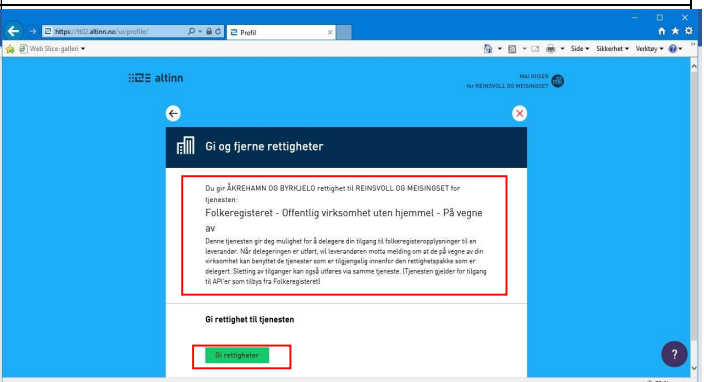 https://tt02.altinn.no/ui/profile/
Profil
Web Slice-galleri
Side
Sikkerhet
Verktøy
altinn
MAI RIISER
for REINSVOLL OG MEISINGSET
Gi og fjerne rettigheter
Du gir ÅKREHAMN OG BYRKJELO rettighet til REINSVOLL OG MEISINGSET for
tjenesten:
Folkeregisteret - Offentlig virksomhet uten hjemmel - På vegne
av
Denne tjenesten gir deg mulighet for å delegere din tilgang til folkeregisteropplysninger til en
leverandør. Når delegeringen er utført, vil leverandøren motta melding om at de på vegne av din
virksomhet kan benyttet de tjenester som er tilgjengelig innenfor den rettighetspakke som er
delegert. Sletting av tilganger kan også utføres via samme tjeneste. (Tjenesten gjelder for tilgang
til API'er som tilbys fra Folkeregisteret)
Gi rettighet til tjenesten
Gi rettigheter
?